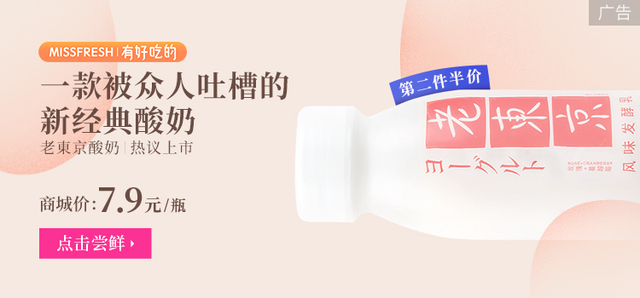 广告
MISSFRESH|有好吃的
一款被众人吐槽的
新经典酸奶
老東京酸奶|热议上市
商城价:7.9元/瓶
点击尝鲜
第二件半价
老東京
ヨーグルト
风味发酵乳